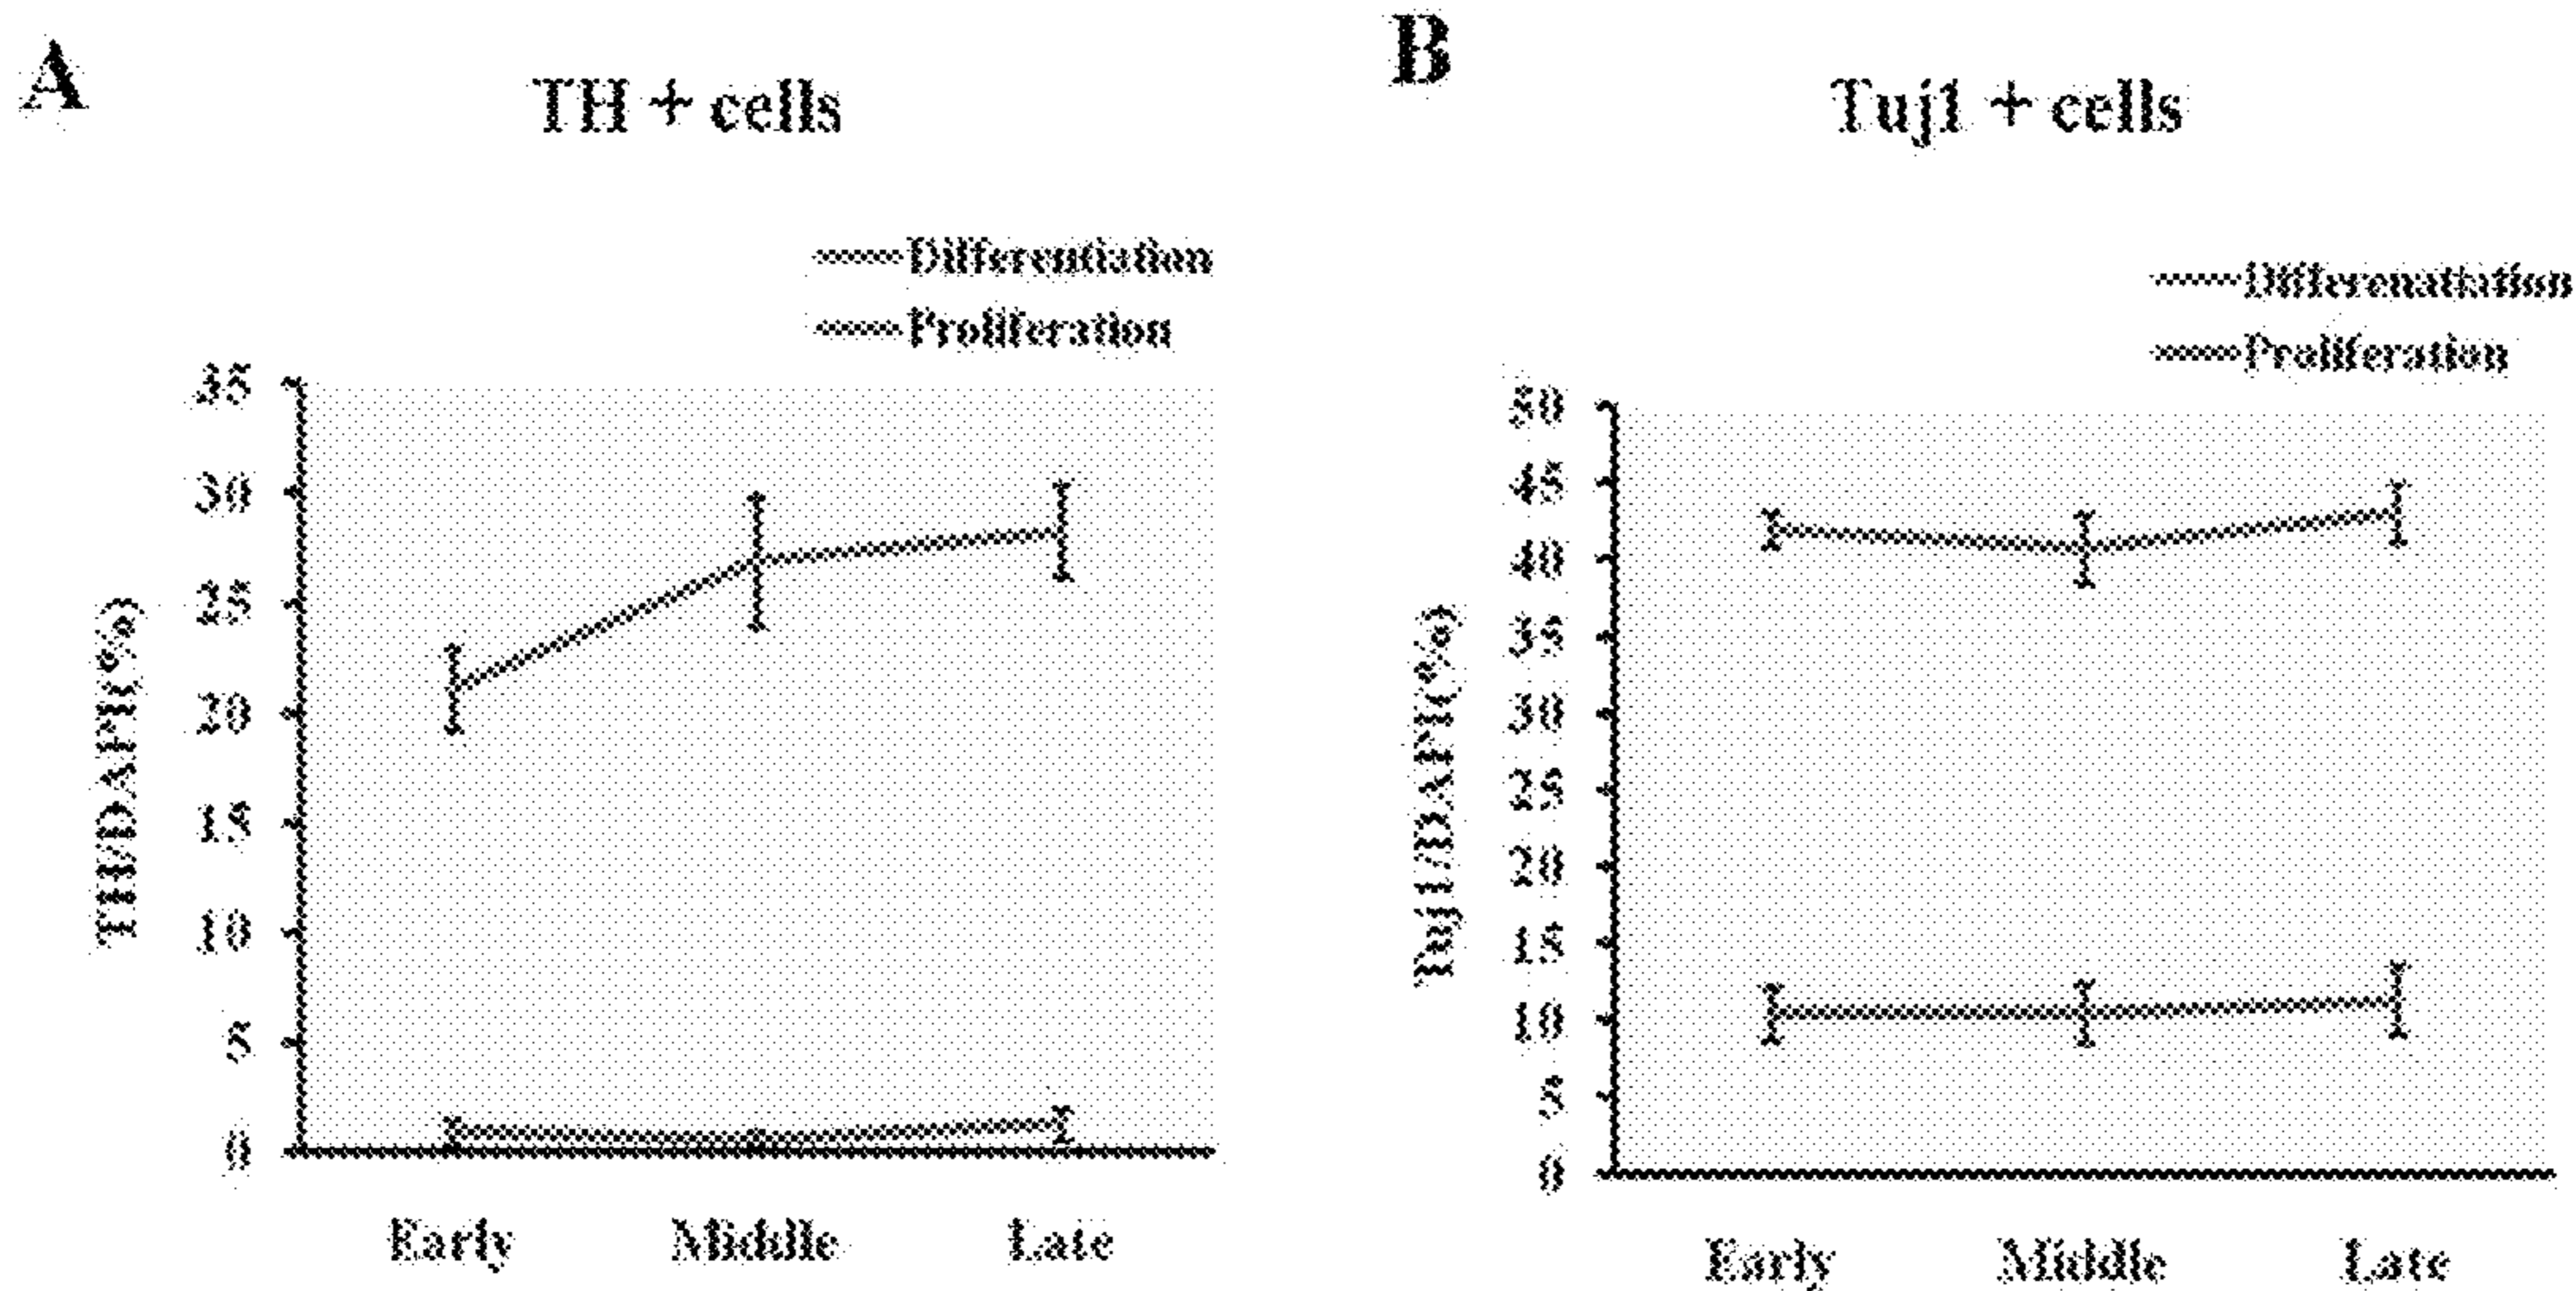 A
TH + cells
Differentiation
Proliferation
35
30
25
20
15
10
5
0
TH/DAPI(%)
Early Middle Late
B
Tuj1 + cells
Differenatiation
Proliferation
50
45
40
35
30
25
20
15
10
5
0
Tuj1/DAPI(%)
Early Middle Late